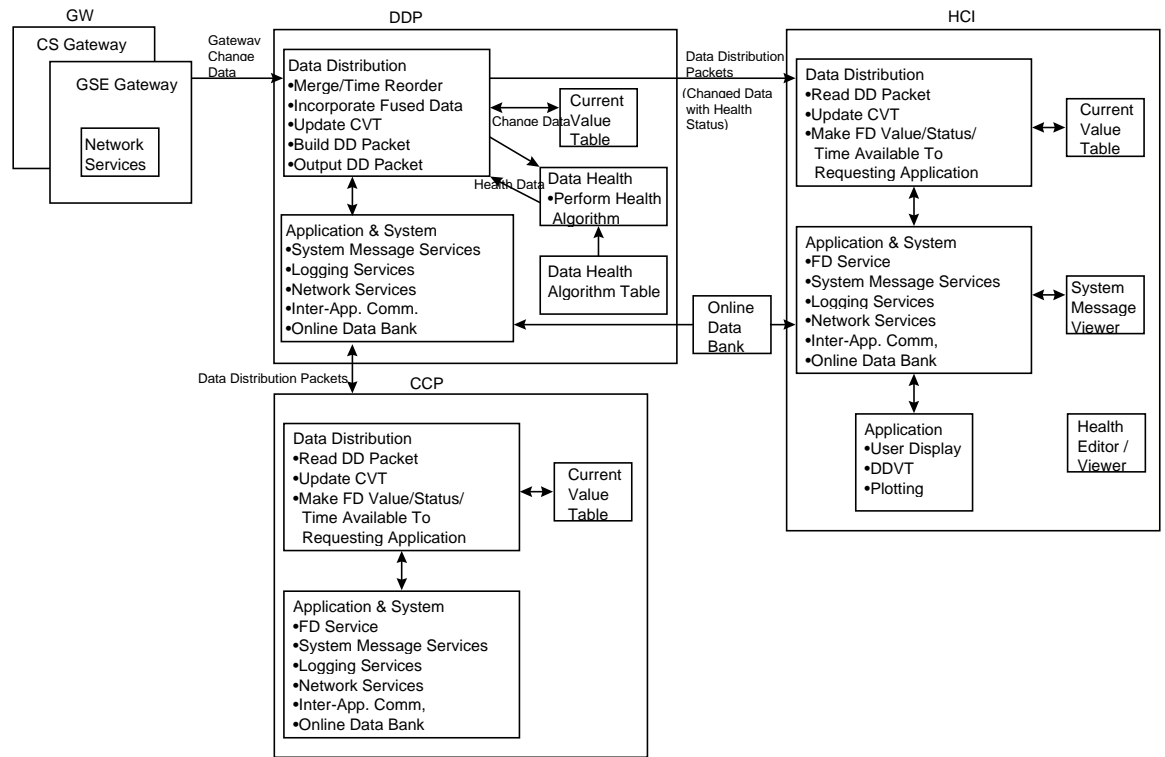 GW
CS Gateway
GSE Gateway
Network
Services
Gateway
Change
Data
DDP
Data Distribution
•Merge/Time Reorder
•Incorporate Fused Data
•Update CVT
•Build DD Packet
•Output DD Packet
Change Data
Current
Value
Table
Health Data
Data Health
•Perform Health
Algorithm
Data Health
Algorithm Table
Application & System
•System Message Services
•Logging Services
•Network Services
•Inter-App. Comm.
•Online Data Bank
Data Distribution
Packets
(Changed Data
with Health
Status)
Online
Data
Bank
HCI
Data Distribution
•Read DD Packet
•Update CVT
•Make FD Value/Status/
Time Available To
Requesting Application
Current
Value
Table
Application & System
•FD Service
•System Message Services
•Logging Services
•Network Services
•Inter-App. Comm,
•Online Data Bank
System
Message
Viewer
Application
•User Display
•DDVT
•Plotting
Health
Editor /
Viewer
Data Distribution Packets
CCP
Data Distribution
•Read DD Packet
•Update CVT
•Make FD Value/Status/
Time Available To
Requesting Application
Current
Value
Table
Application & System
•FD Service
•System Message Services
•Logging Services
•Network Services
•Inter-App. Comm,
•Online Data Bank